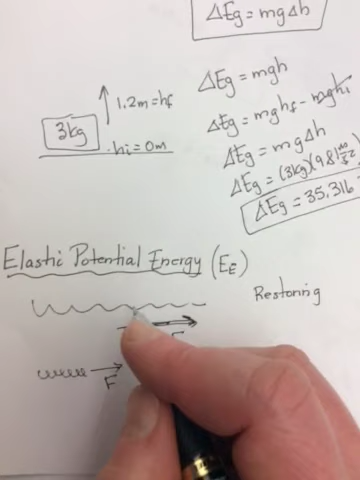 ΔEg = mgΔh
ΔEg = mgh
1.2m = hf
ΔEg = mghf - mghi
3kg
hi = 0m
ΔEg = mgΔh
ΔEg = (3kg)(9.81 m/s²)
ΔEg = 35.316
Elastic Potential Energy (EE)
Restoring
F
F